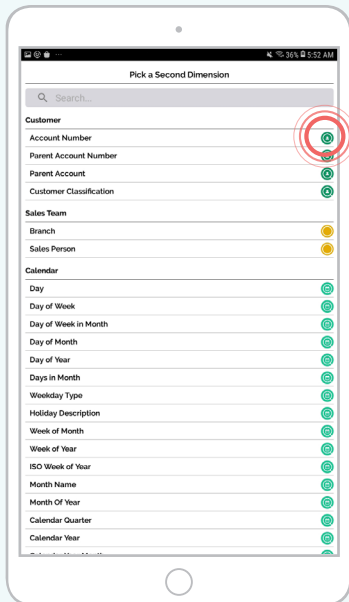 36% 5:52 AM
Pick a Second Dimension
Search...
Customer
Account Number
Parent Account Number
Parent Account
Customer Classification
Sales Team
Branch
Sales Person
Calendar
Day
Day of Week
Day of Week in Month
Day of Month
Day of Year
Days in Month
Weekday Type
Holiday Description
Week of Month
Week of Year
ISO Week of Year
Month Name
Month Of Year
Calendar Quarter
Calendar Year